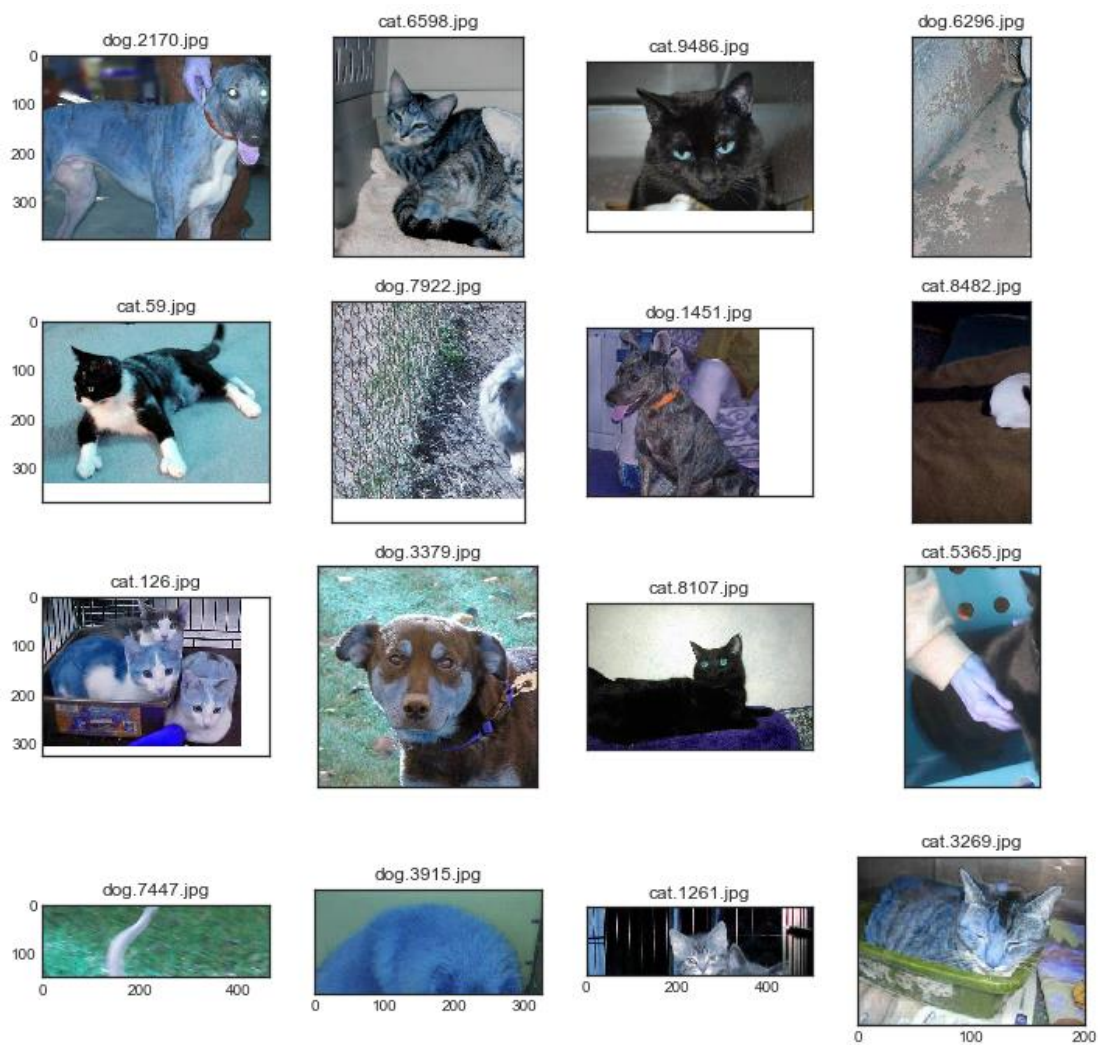 dog.2170.jpg
cat.6598.jpg
cat.9486.jpg
dog.6296.jpg
0
100
200
300
cat.59.jpg
dog.7922.jpg
dog.1451.jpg
cat.8482.jpg
0
100
200
300
cat.126.jpg
dog.3379.jpg
cat.8107.jpg
cat.5365.jpg
0
100
200
300
dog.7447.jpg
dog.3915.jpg
cat.1261.jpg
cat.3269.jpg
0
100
0 200 400
0 100 200 300
0 200 400
0 100 200